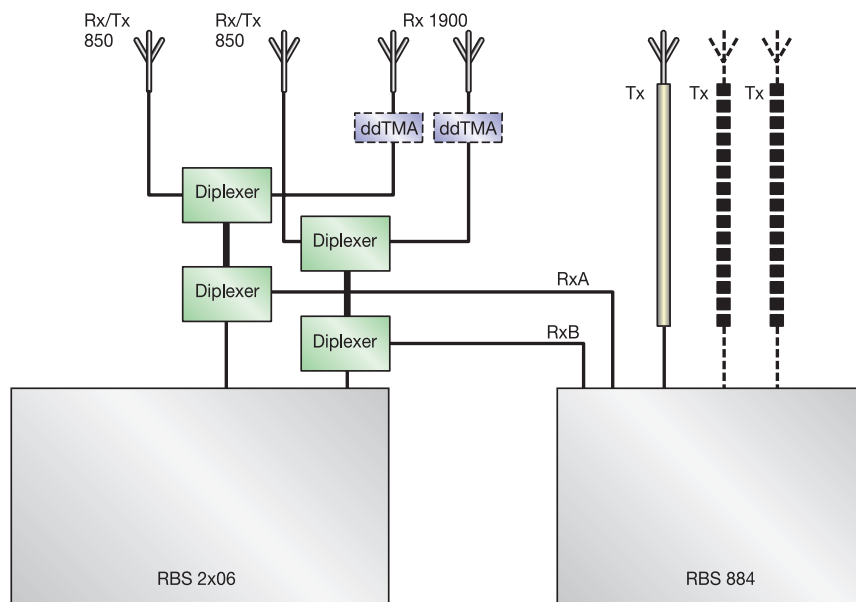 Rx/Tx
850
Rx/Tx
850
Rx 1900
Tx
Tx
Tx
ddTMA
ddTMA
Diplexer
Diplexer
Diplexer
RxA
Diplexer
RxB
RBS 2x06
RBS 884